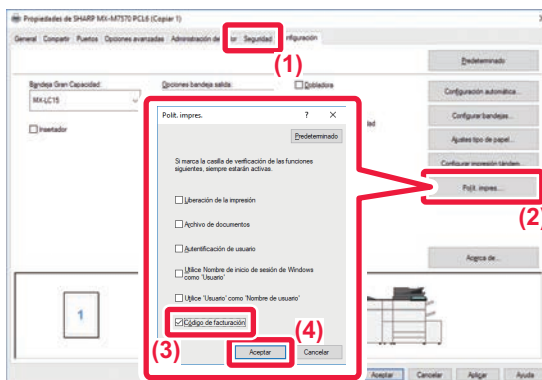 Propiedades de SHARP MX-M7570 PCL6 (Copiar 1)
General Compartir Puertos Opciones avanzadas Administración de Seguridad nfiguración
(1)
Predeterminado
Bandeja Gran Capacidad:
Opciones bandeja salida:
Dobladora
MX-LC15
Configuración automática...
Insertador
Configurar bandejas...
Ajustes tipo de papel...
Configurar impresión tándem...
Polít. impres...
(2)
Acerca de...
Polít. impres.
? ×
Predeterminado
Si marca la casilla de verificación de las funciones
siguientes, siempre estarán activas.
Liberación de la impresión
Archivo de documentos
Autentificación de usuario
Utilice Nombre de inicio de sesión de Windows
como 'Usuario'
Utilice 'Usuario' como 'Nombre de usuario'
Código de facturación
(3)
(4)
Aceptar Cancelar
1
Aceptar Cancelar Aplicar Ayuda